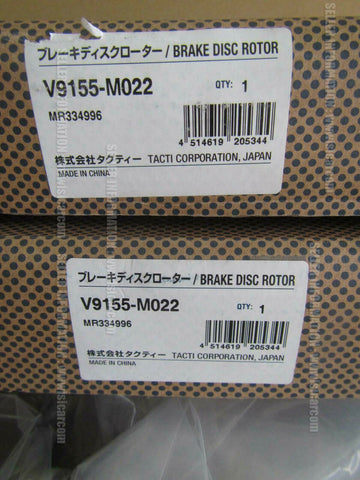 ブレーキディスクローター / BRAKE DISC ROTOR
V9155-M022 QTY: 1
MR334996
4 514619 205344
株式会社タクティー TACTI CORPORATION, JAPAN
MADE IN CHINA
ブレーキディスクローター / BRAKE DISC ROTOR
V9155-M022 QTY: 1
MR334996
4 514619 205344
株式会社タクティー TACTI CORPORATION, JAPAN
MADE IN CHINA